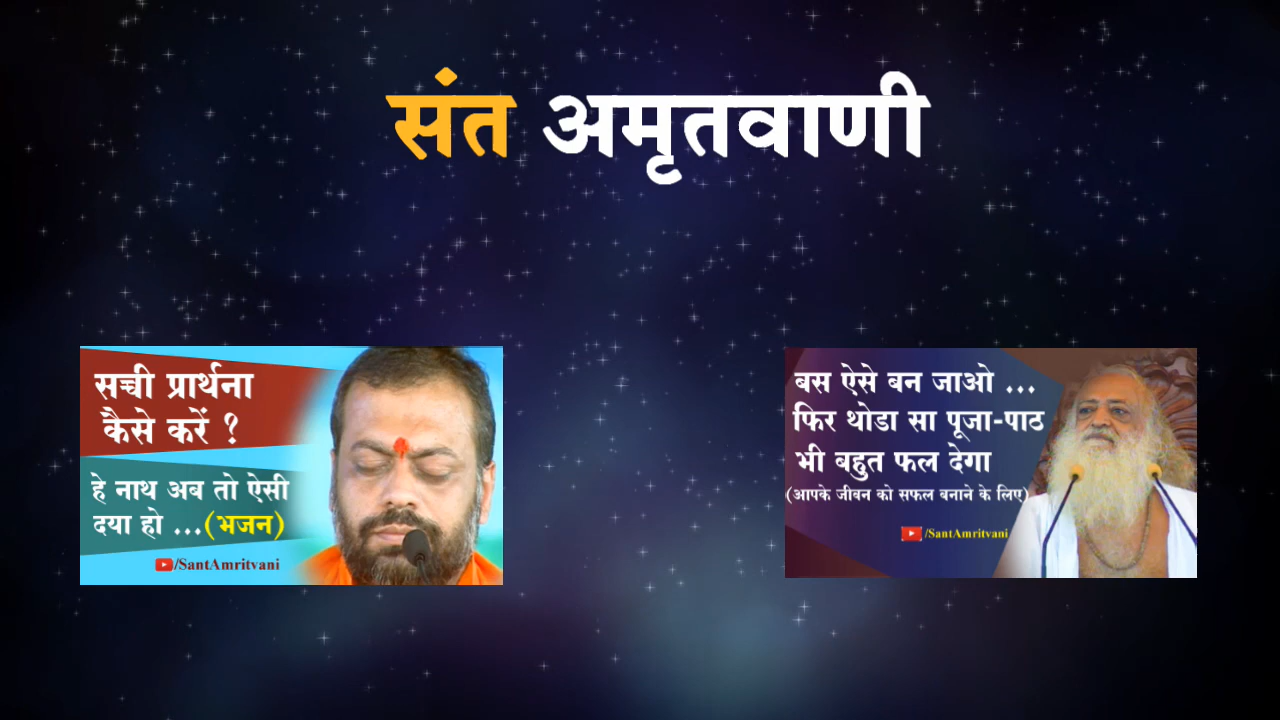 संत अमृतवाणी
सच्ची प्रार्थना
कैसे करें ?
हे नाथ अब तो ऐसी
दया हो ...(भजन)
/SantAmritvani
बस ऐसे बन जाओ ...
फिर थोडा सा पूजा-पाठ
भी बहुत फल देगा
(आपके जीवन को सफल बनाने के लिए)
/SantAmritvani